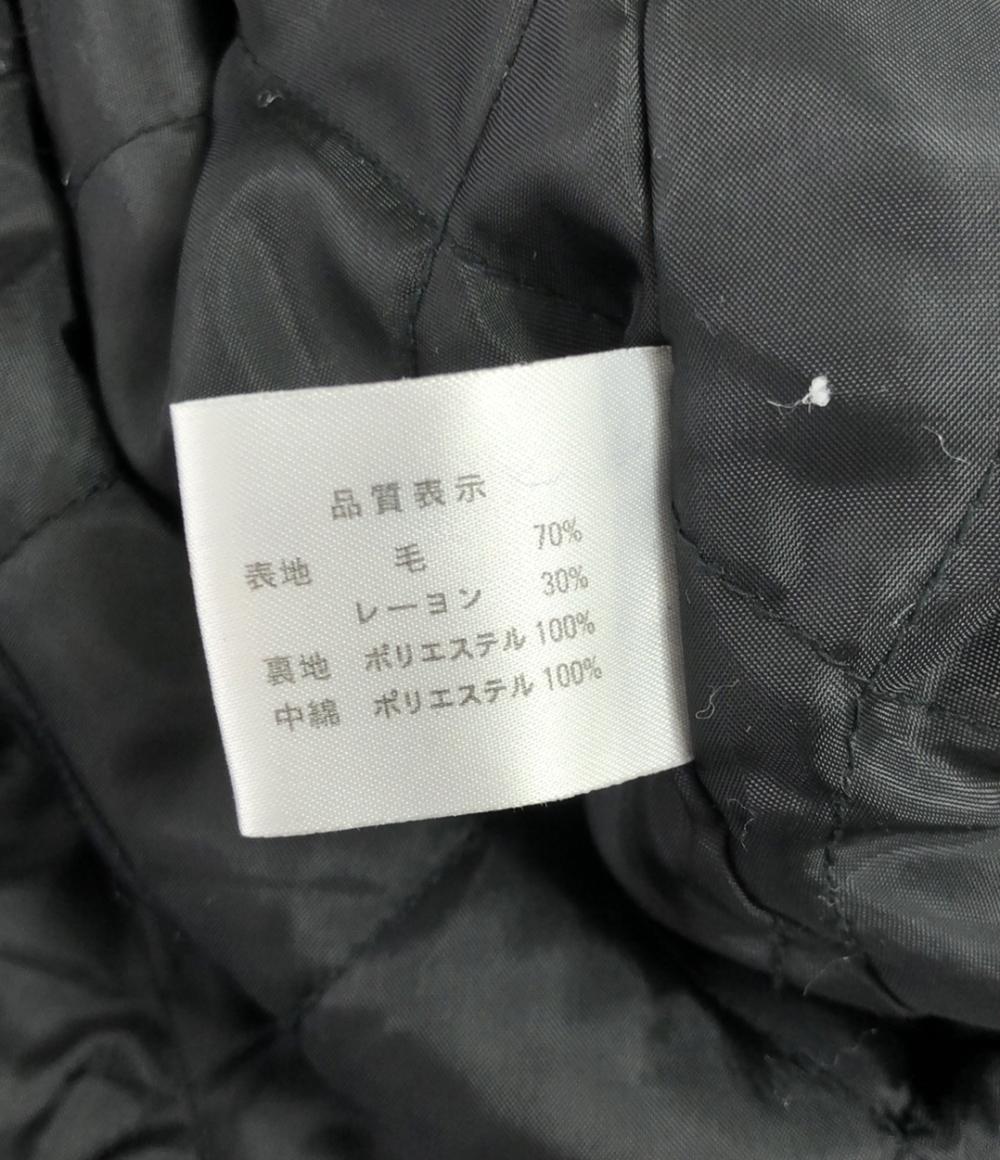 品質表示
表地 毛 70%
レーヨン 30%
裏地 ポリエステル 100%
中綿 ポリエステル 100%